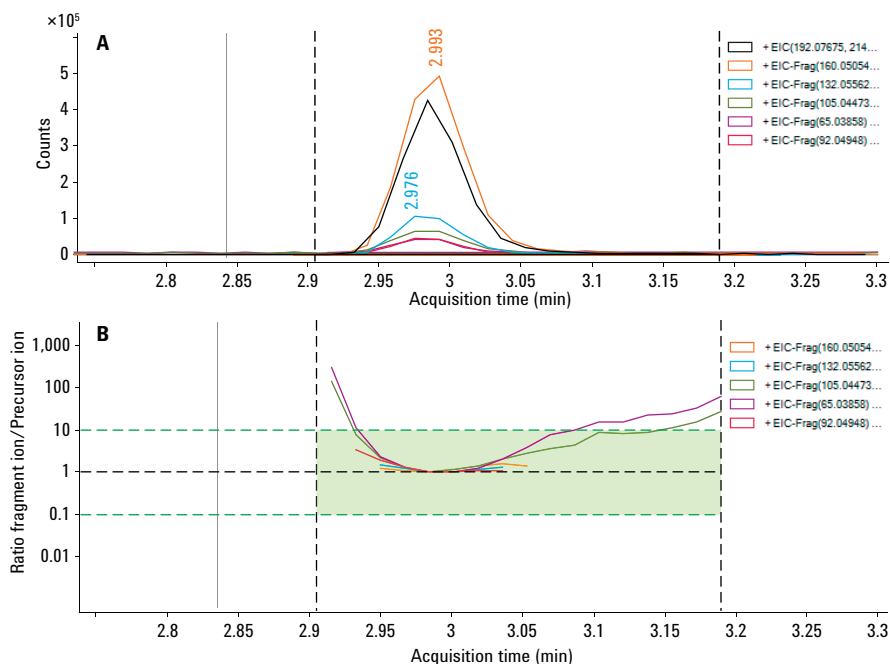 ×10⁵
A
5
4
3
2
1
0
Counts
2.993
2.976
+ EIC(192.07675, 214...
+ EIC-Frag(160.05054...
+ EIC-Frag(132.05562...
+ EIC-Frag(105.04473...
+ EIC-Frag(65.03858) ...
+ EIC-Frag(92.04948) ...
2.8 2.85 2.9 2.95 3 3.05 3.1 3.15 3.2 3.25 3.3
Acquisition time (min)
B
1,000
100
10
1
0.1
0.01
Ratio fragment ion/Precursor ion
+ EIC-Frag(160.05054...
+ EIC-Frag(132.05562...
+ EIC-Frag(105.04473...
+ EIC-Frag(65.03858) ...
+ EIC-Frag(92.04948) ...
2.8 2.85 2.9 2.95 3 3.05 3.1 3.15 3.2 3.25 3.3
Acquisition time (min)